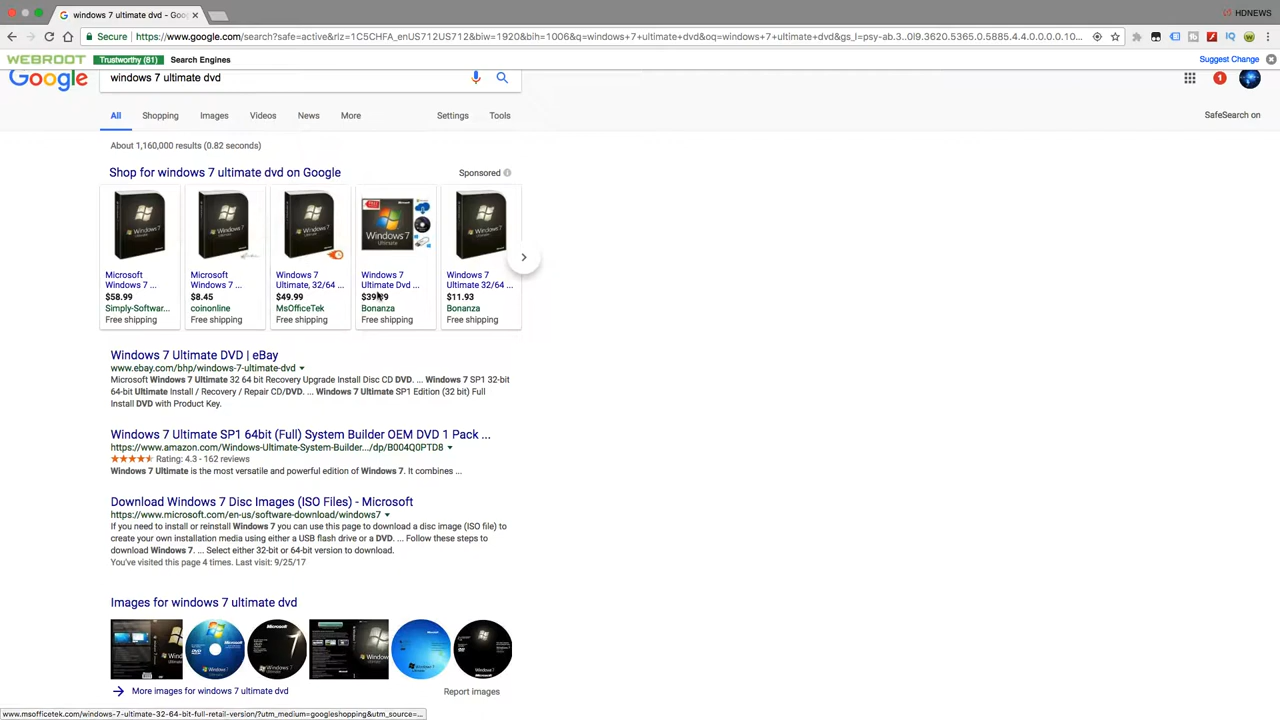 windows 7 ultimate dvd - Goo
HDNEWS
Secure
https://www.google.com/search?safe=active&rlz=1C5CHFA_enUS712US712&biw=1920&bih=1006&q=windows+7+ultimate+dvd&oq=windows+7+ultimate+dvd&gs_l=psy-ab.3..0l9.3620.5365.0.5885.4.4.0.0.0.0.10...
WEBROOT
Trustworthy (81)
Search Engines
Suggest Change
Google
windows 7 ultimate dvd
1
All
Shopping
Images
Videos
News
More
Settings
Tools
SafeSearch on
About 1,160,000 results (0.82 seconds)
Shop for windows 7 ultimate dvd on Google
Sponsored
Microsoft
Windows 7 ...
$58.99
Simply-Softwar...
Free shipping
Microsoft
Windows 7 ...
$8.45
coinonline
Free shipping
Windows 7
Ultimate, 32/64 ...
$49.99
MsOfficeTek
Free shipping
Windows 7
Ultimate Dvd ...
Bonanza
Free shipping
Windows 7
Ultimate 32/64 ...
$11.93
Bonanza
Free shipping
Windows 7 Ultimate DVD | eBay
www.ebay.com/bhp/windows-7-ultimate-dvd
Microsoft Windows 7 Ultimate 32 64 bit Recovery Upgrade Install Disc CD DVD. ... Windows 7 SP1 32-bit
64-bit Ultimate Install / Recovery / Repair CD/DVD. ... Windows 7 Ultimate SP1 Edition (32 bit) Full
Install DVD with Product Key.
Windows 7 Ultimate SP1 64bit (Full) System Builder OEM DVD 1 Pack ...
https://www.amazon.com/Windows-Ultimate-System-Builder.../dp/B004Q0PTD8
Rating: 4.3 - 162 reviews
Windows 7 Ultimate is the most versatile and powerful edition of Windows 7. It combines ...
Download Windows 7 Disc Images (ISO Files) - Microsoft
https://www.microsoft.com/en-us/software-download/windows7
If you need to install or reinstall Windows 7 you can use this page to download a disc image (ISO file) to
create your own installation media using either a USB flash drive or a DVD. ... Follow these steps to
download Windows 7. ... Select either 32-bit or 64-bit version to download.
You've visited this page 4 times. Last visit: 9/25/17
Images for windows 7 ultimate dvd
More images for windows 7 ultimate dvd
Report images
www.msofficetek.com/windows-7-ultimate-32-64-bit-full-retail-version/?utm_medium=googleshopping&utm_source=...